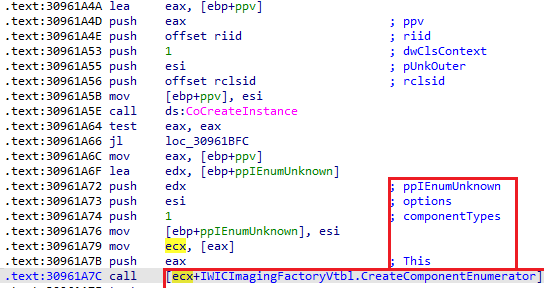 .text:30961A4A lea eax, [ebp+ppv]
.text:30961A4D push eax ; ppv
.text:30961A4E push offset riid ; riid
.text:30961A53 push 1 ; dwClsContext
.text:30961A55 push esi ; pUnkOuter
.text:30961A56 push offset rclsid ; rclsid
.text:30961A5B mov [ebp+ppv], esi
.text:30961A5E call ds:CoCreateInstance
.text:30961A64 test eax, eax
.text:30961A66 jl loc_30961BFC
.text:30961A6C mov eax, [ebp+ppv]
.text:30961A6F lea edx, [ebp+ppIEnumUnknown]
.text:30961A72 push edx ; ppIEnumUnknown
.text:30961A73 push esi ; options
.text:30961A74 push 1 ; componentTypes
.text:30961A76 mov [ebp+ppIEnumUnknown], esi
.text:30961A79 mov ecx, [eax]
.text:30961A7B push eax ; This
.text:30961A7C call [ecx+IWICImagingFactoryVtbl.CreateComponentEnumerator]